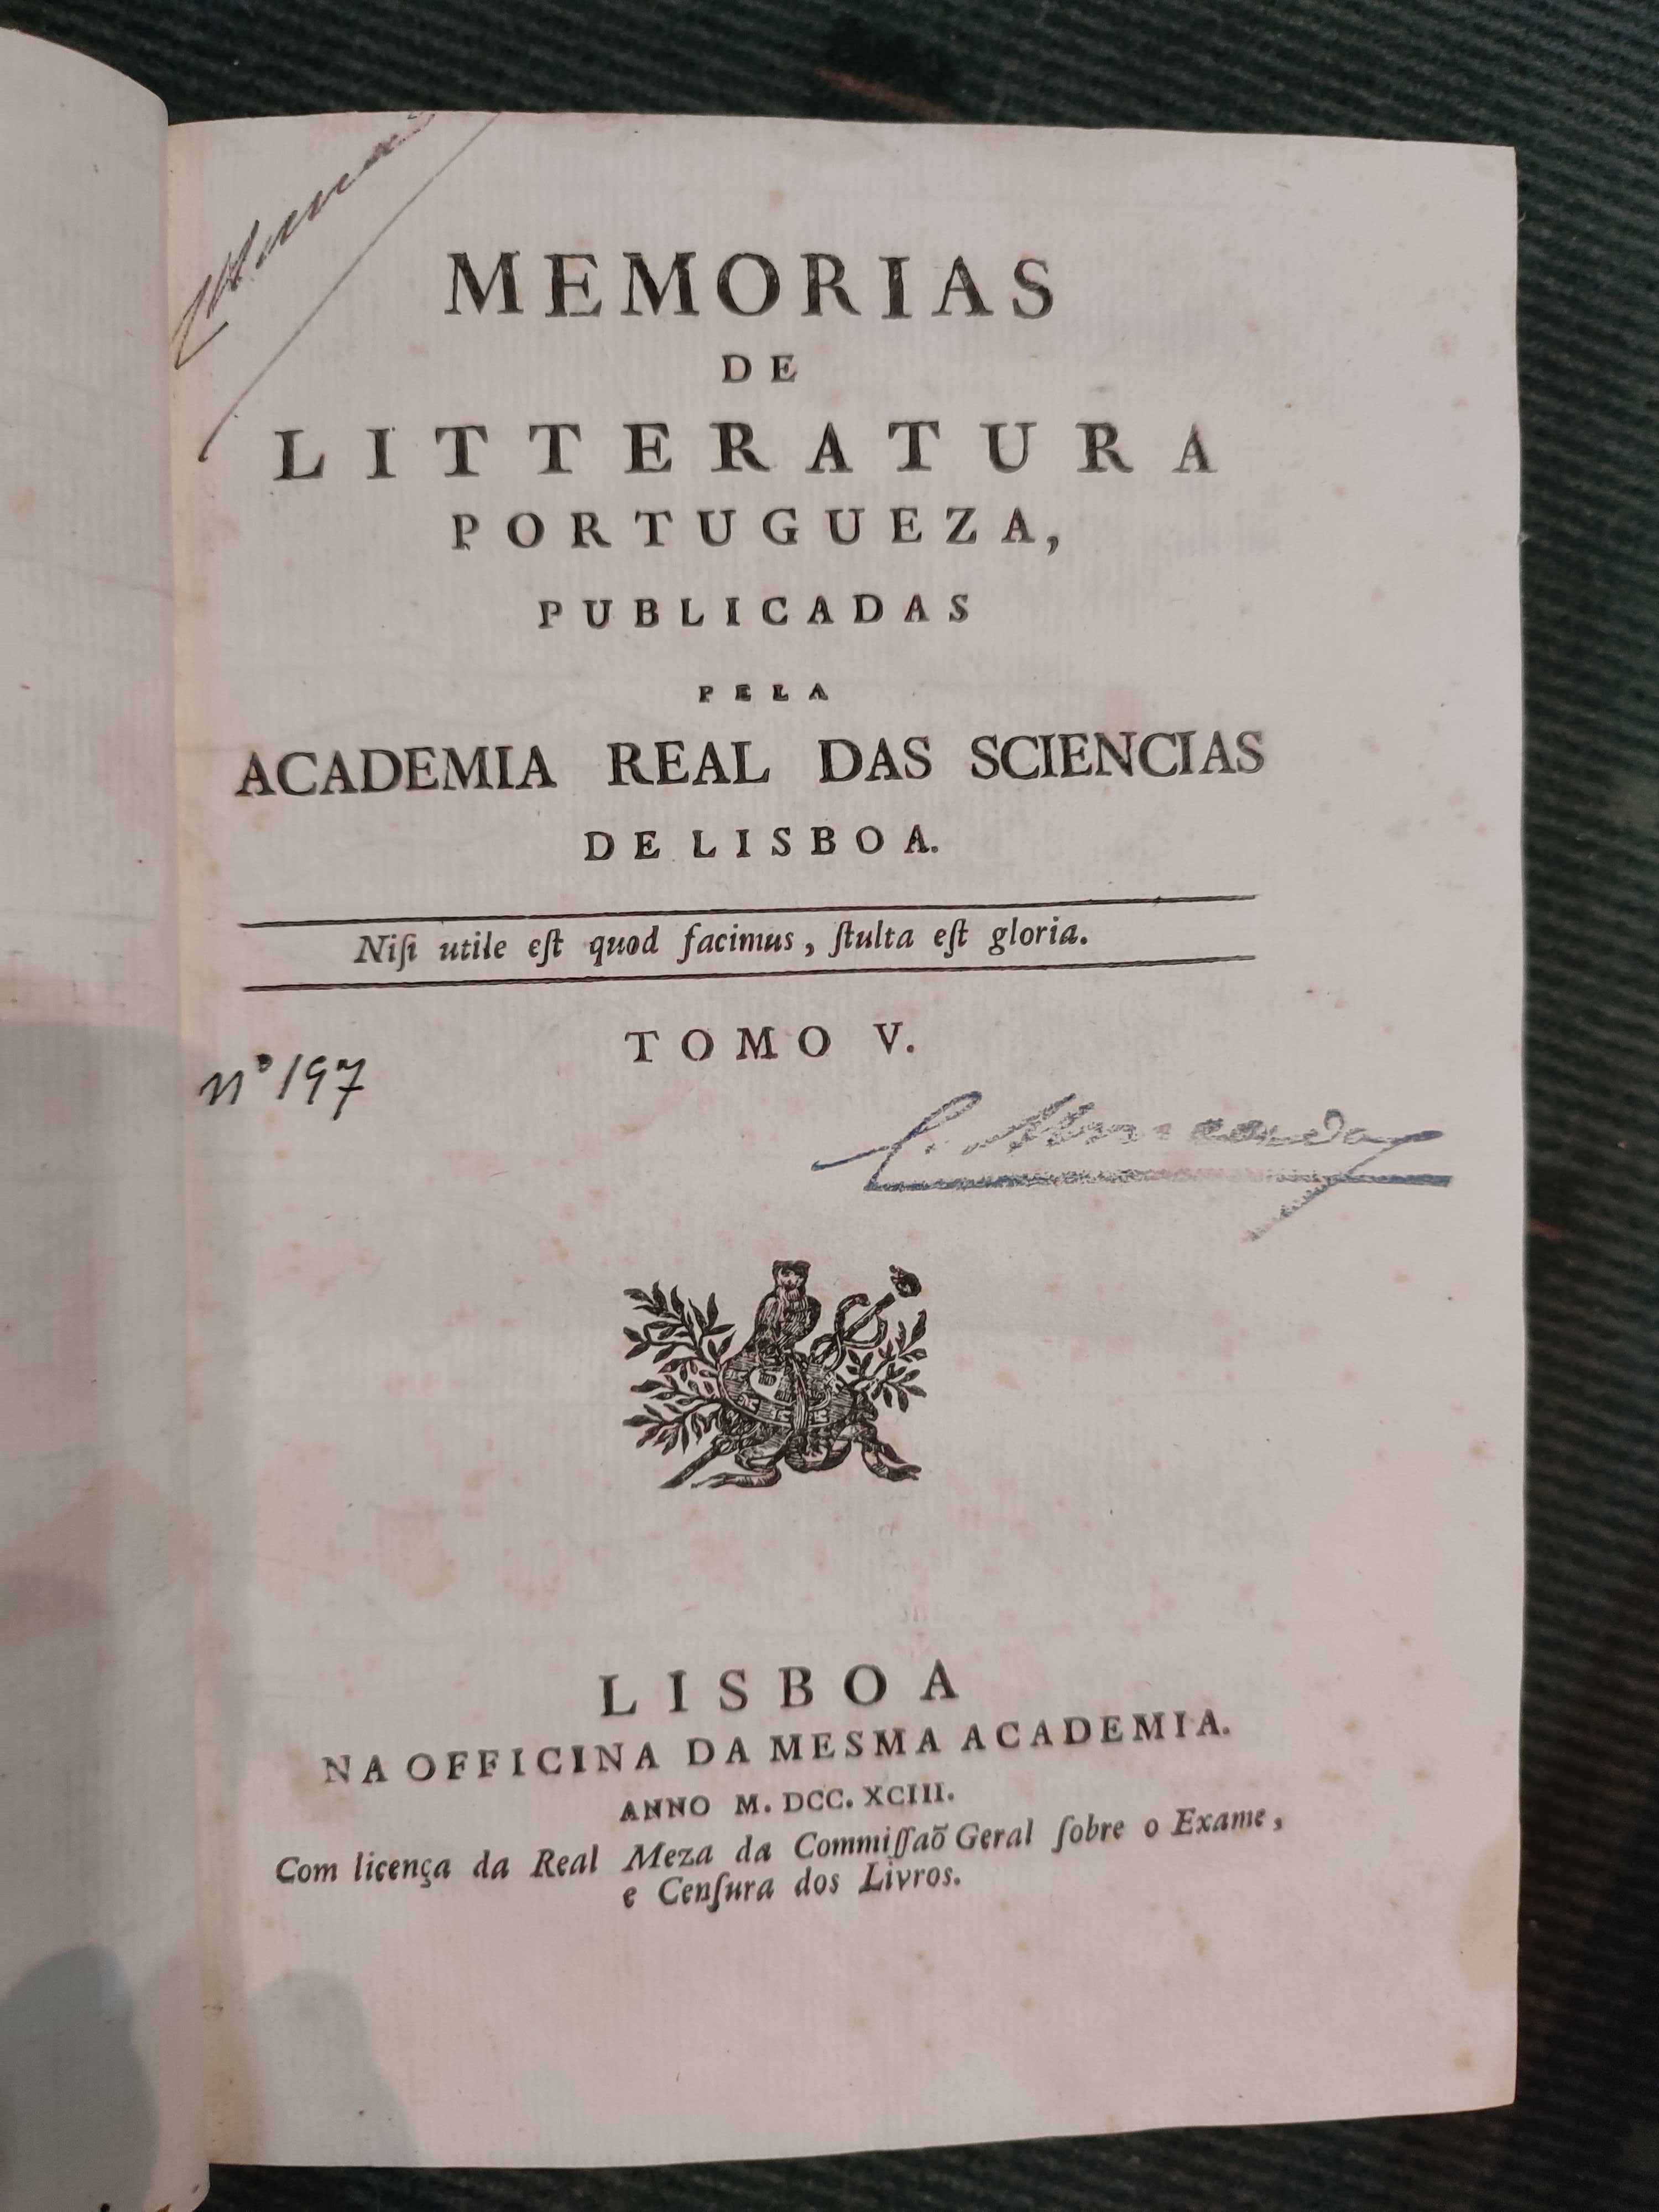 MEMORIAS
DE
LITTERATURA
PORTUGUEZA,
PUBLICADAS
PELA
ACADEMIA REAL DAS SCIENCIAS
DE LISBOA.
Niſi utile eſt quod facimus, ſtulta eſt gloria.
TOMO V.
nº 197
LISBOA
NA OFFICINA DA MESMA ACADEMIA.
ANNO M. DCC. XCIII.
Com licença da Real Meza da Commiſſaõ Geral ſobre o Exame,
e Cenſura dos Livros.